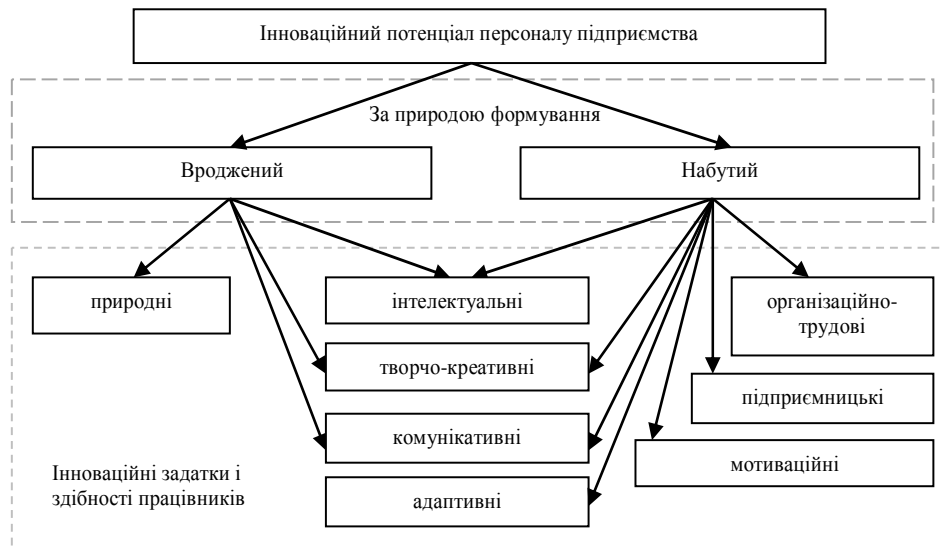 Інноваційний потенціал персоналу підприємства
За природою формування
Вроджений
Набутий
природні
інтелектуальні
організаційно-
трудові
творчо-креативні
підприємницькі
комунікативні
мотиваційні
Інноваційні задатки і
здібності працівників
адаптивні